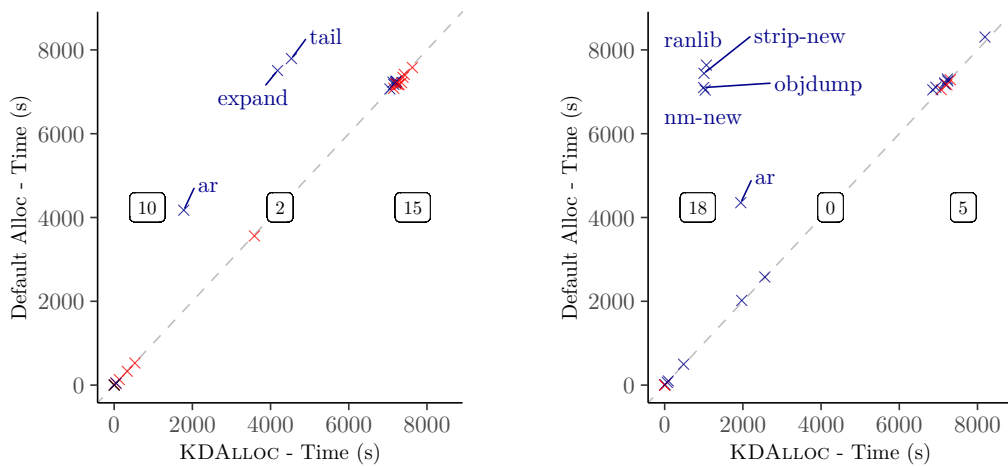 8000
6000
4000
2000
0
Default Alloc - Time (s)
tail
expand
ar
10
2
15
0
2000
4000
6000
8000
KDALLOC - Time (s)
8000
6000
4000
2000
0
Default Alloc - Time (s)
ranlib
strip-new
objdump
nm-new
ar
18
0
5
0
2000
4000
6000
8000
KDALLOC - Time (s)